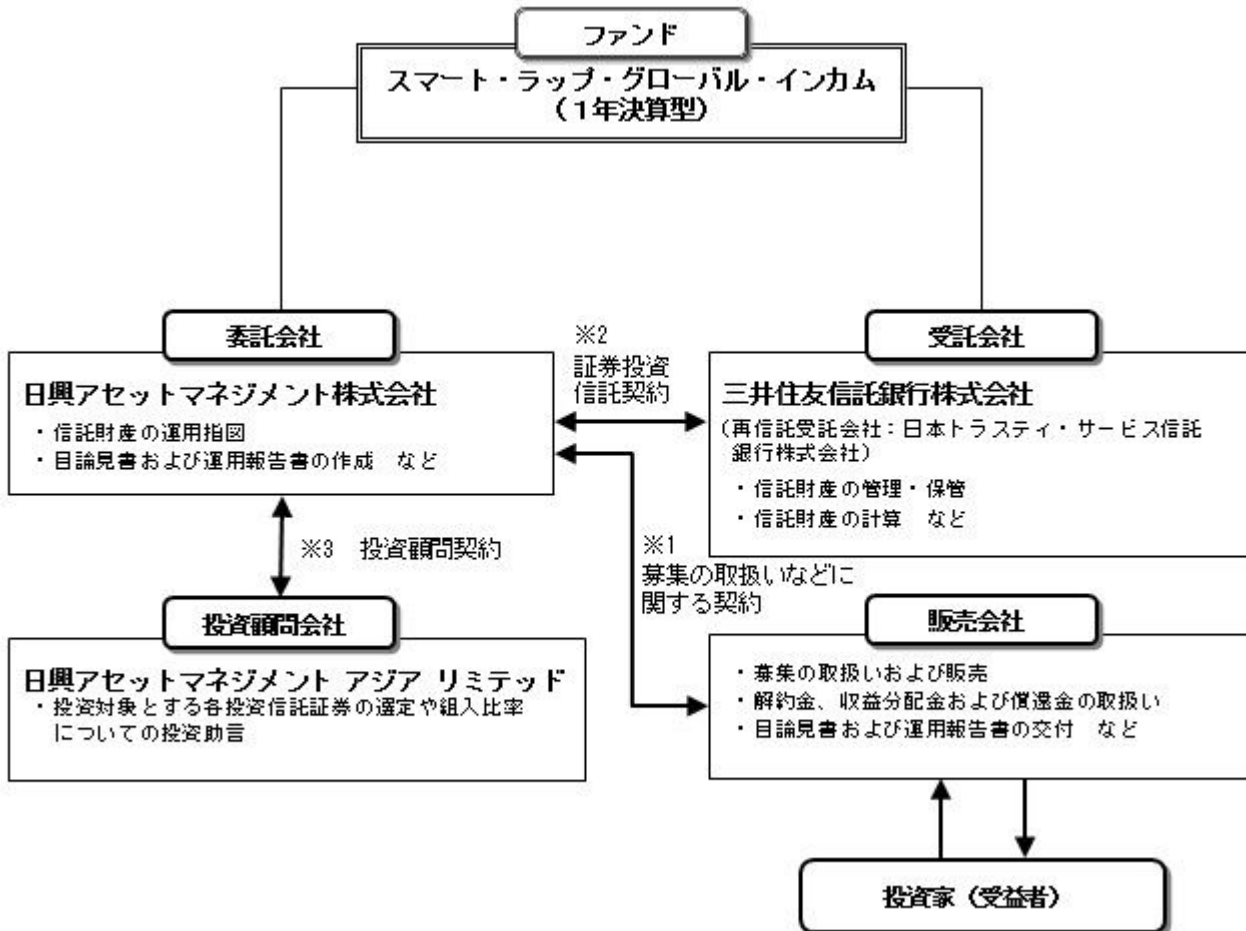 ファンド
スマート・ラップ・グローバル・インカム
（１年決算型）
委託会社
日興アセットマネジメント株式会社
・信託財産の運用指図
・目論見書および運用報告書の作成　など
※2
証券投資
信託契約
受託会社
三井住友信託銀行株式会社
（再信託受託会社：日本トラスティ・サービス信託
銀行株式会社）
・信託財産の管理・保管
・信託財産の計算　など
※3　投資顧問契約
※1
募集の取扱いなどに
関する契約
投資顧問会社
日興アセットマネジメント アジア リミテッド
・投資対象とする各投資信託証券の選定や組入比率
についての投資助言
販売会社
・募集の取扱いおよび販売
・解約金、収益分配金および償還金の取扱い
・目論見書および運用報告書の交付　など
投資家（受益者）